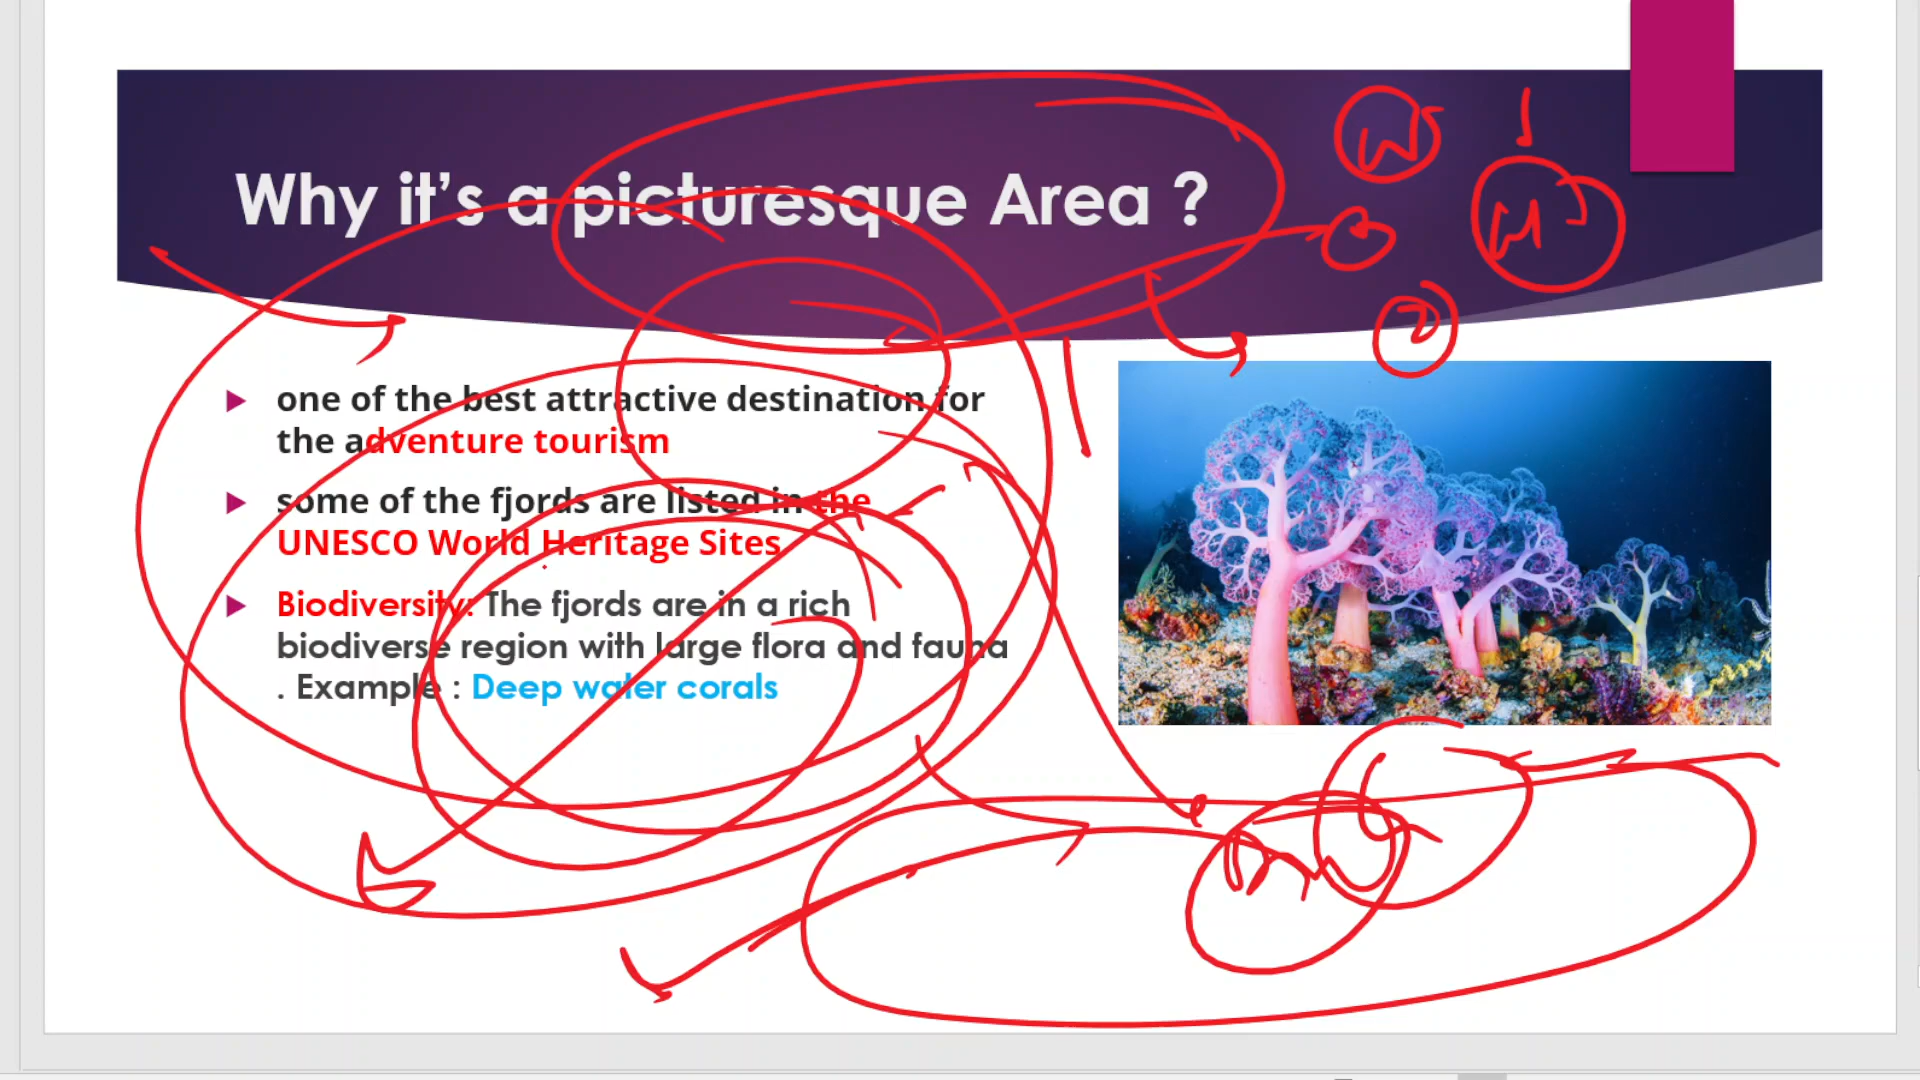 Why it's a picturesque Area ?
one of the best attractive destination for
the adventure tourism
some of the fjords are listed in the
UNESCO World Heritage Sites
Biodiversity: The fjords are in a rich
biodiverse region with large flora and fauna
. Example : Deep water corals